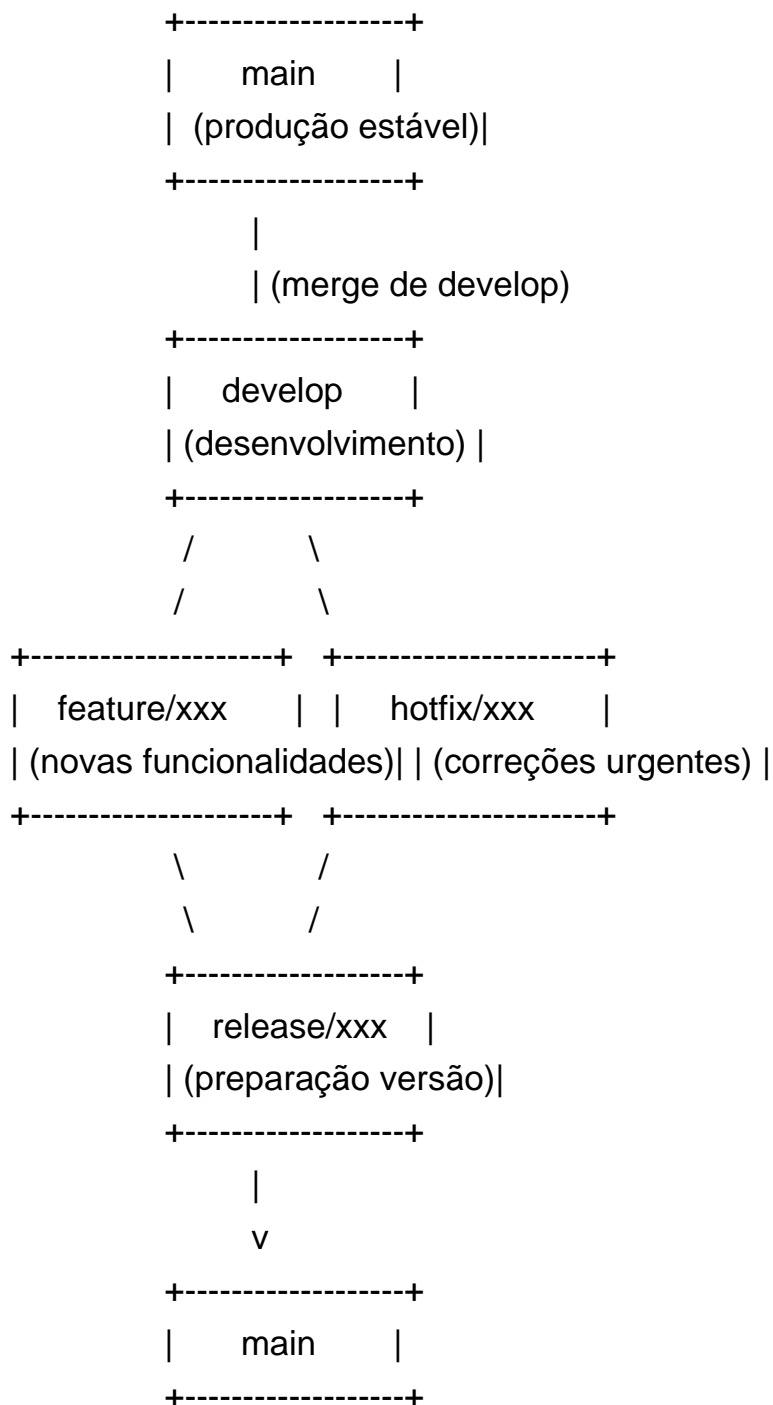 +-------------------+
| main |
| (produção estável)|
+-------------------+
|
| (merge de develop)
+-------------------+
| develop |
| (desenvolvimento) |
+-------------------+
/ \
/ \
+---------------------+ +----------------------+
| feature/xxx | | hotfix/xxx |
| (novas funcionalidades)| | (correções urgentes) |
+---------------------+ +----------------------+
\ /
\ /
+-------------------+
| release/xxx |
| (preparação versão)|
+-------------------+
|
v
+-------------------+
| main |
+-------------------+